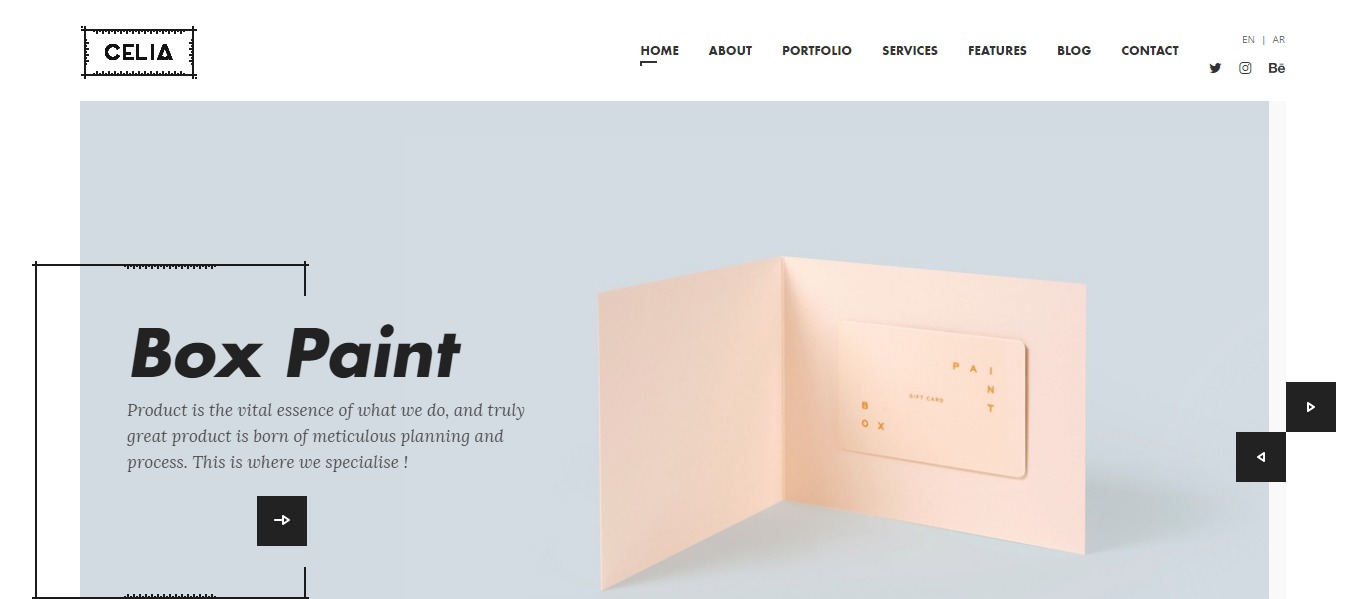 CELIA
HOME ABOUT PORTFOLIO SERVICES FEATURES BLOG CONTACT
EN | AR
Bē
Box Paint
Product is the vital essence of what we do, and truly
great product is born of meticulous planning and
process. This is where we specialise !
P A I
N
T
GIFT CARD
B
O X